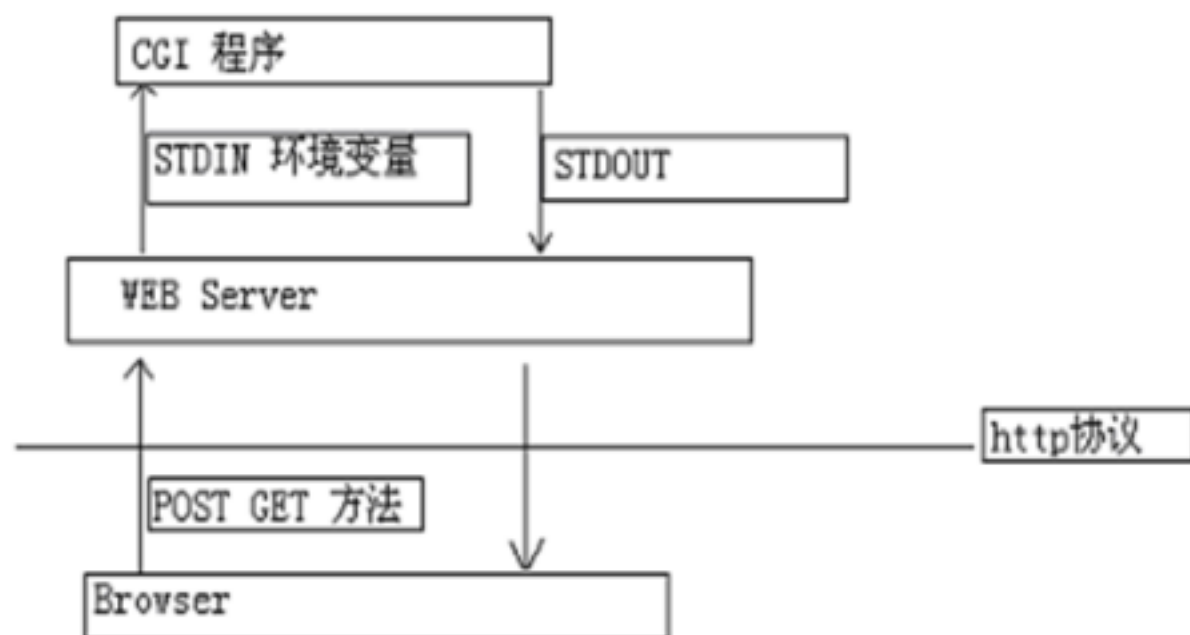 CGI 程序
STDIN 环境变量
STDOUT
WEB Server
http协议
POST GET 方法
Browser